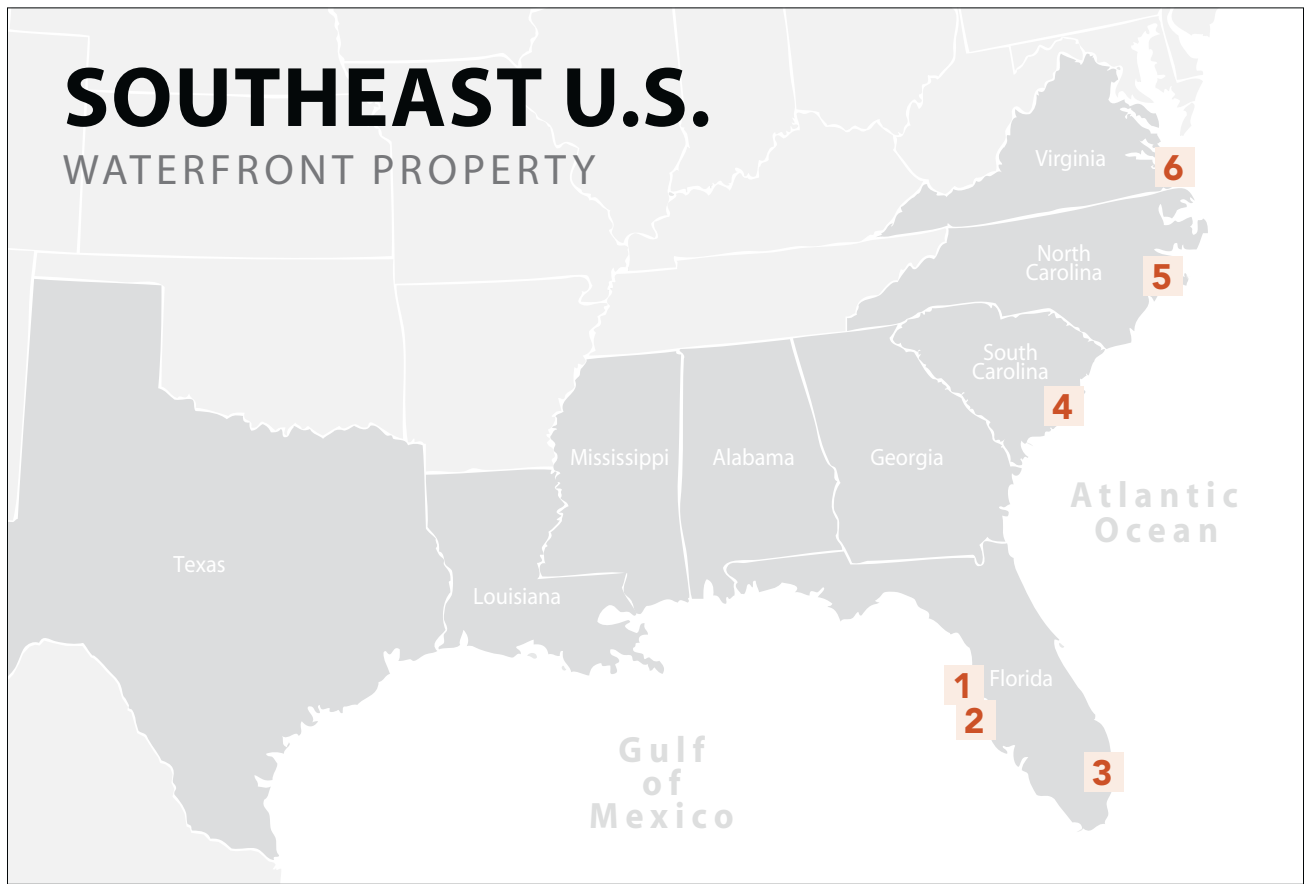 SOUTHEAST U.S.
WATERFRONT PROPERTY
Virginia
6
North
Carolina
5
South
Carolina
4
Mississippi
Alabama
Georgia
Atlantic
Ocean
Texas
Louisiana
1
Florida
2
3
Gulf
of
Mexico